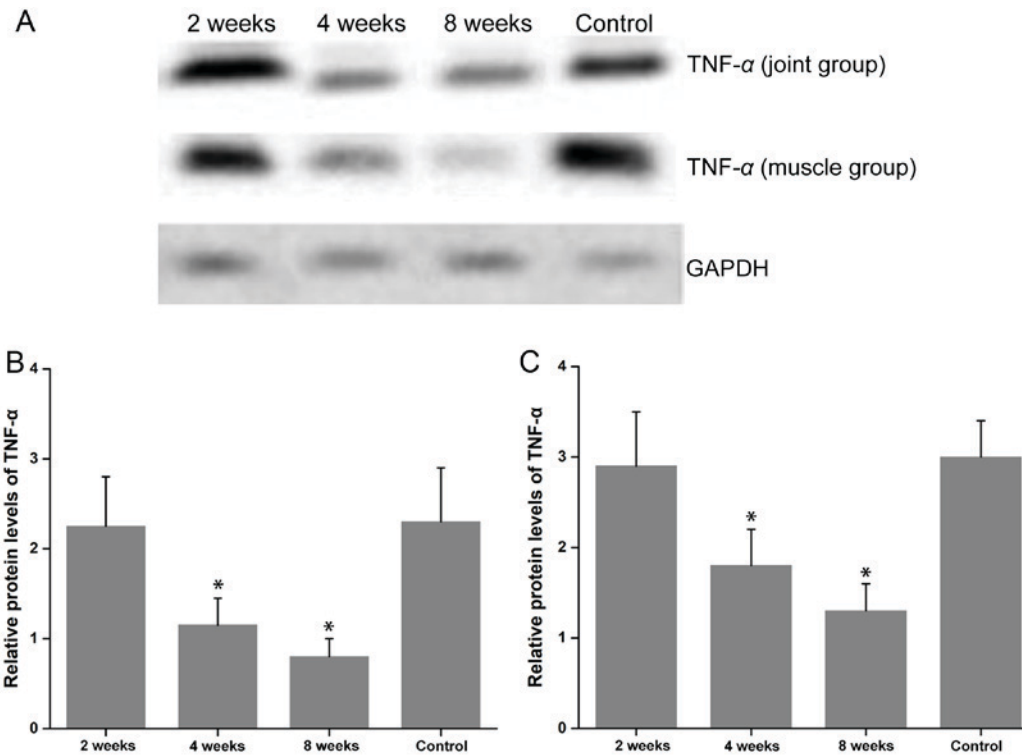 A
2 weeks 4 weeks 8 weeks Control
TNF-α (joint group)
TNF-α (muscle group)
GAPDH
B
Relative protein levels of TNF-α
4
3
2
1
0
2 weeks 4 weeks 8 weeks Control
*
*
C
Relative protein levels of TNF-α
4
3
2
1
0
2 weeks 4 weeks 8 weeks Control
*
*